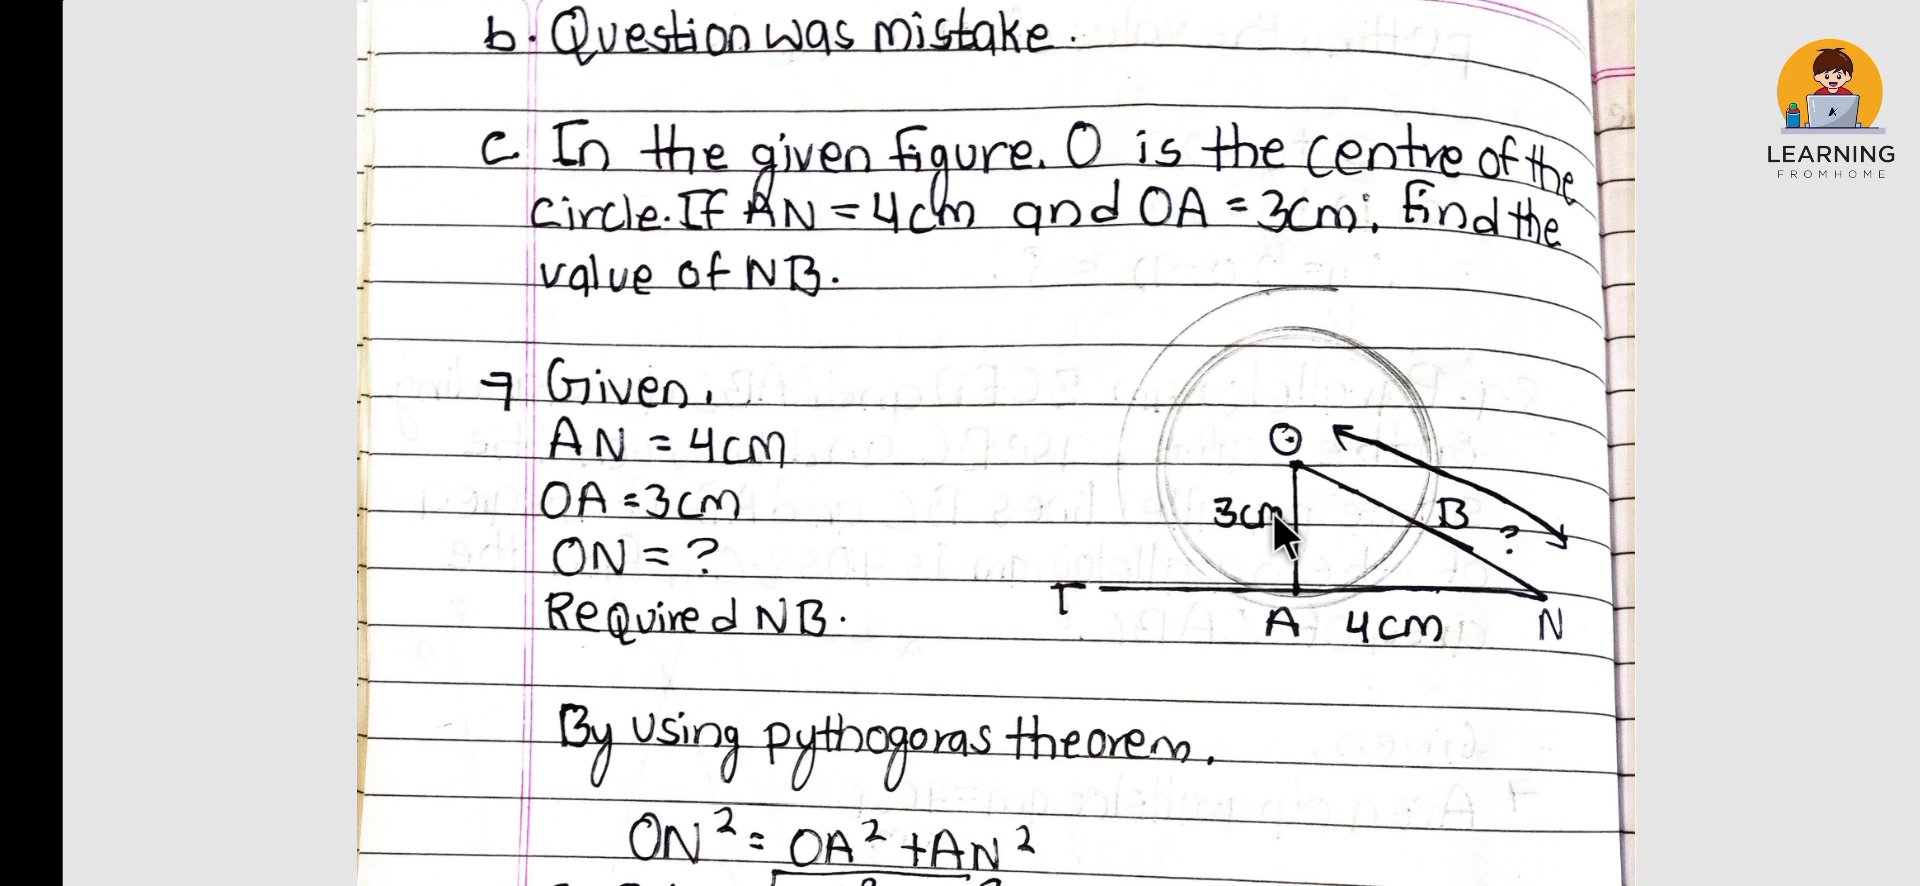 b. Question was mistake.
c. In the given figure. O is the centre of the
circle. If AN = 4cm and OA = 3cm. find the
value of NB.
Given.
AN = 4cm
OA = 3cm
ON = ?
Required NB.
O
3cm
B
?
T
A 4cm N
By using pythogoras theorem.
ON² = OA² + AN²
LEARNING
FROMHOME